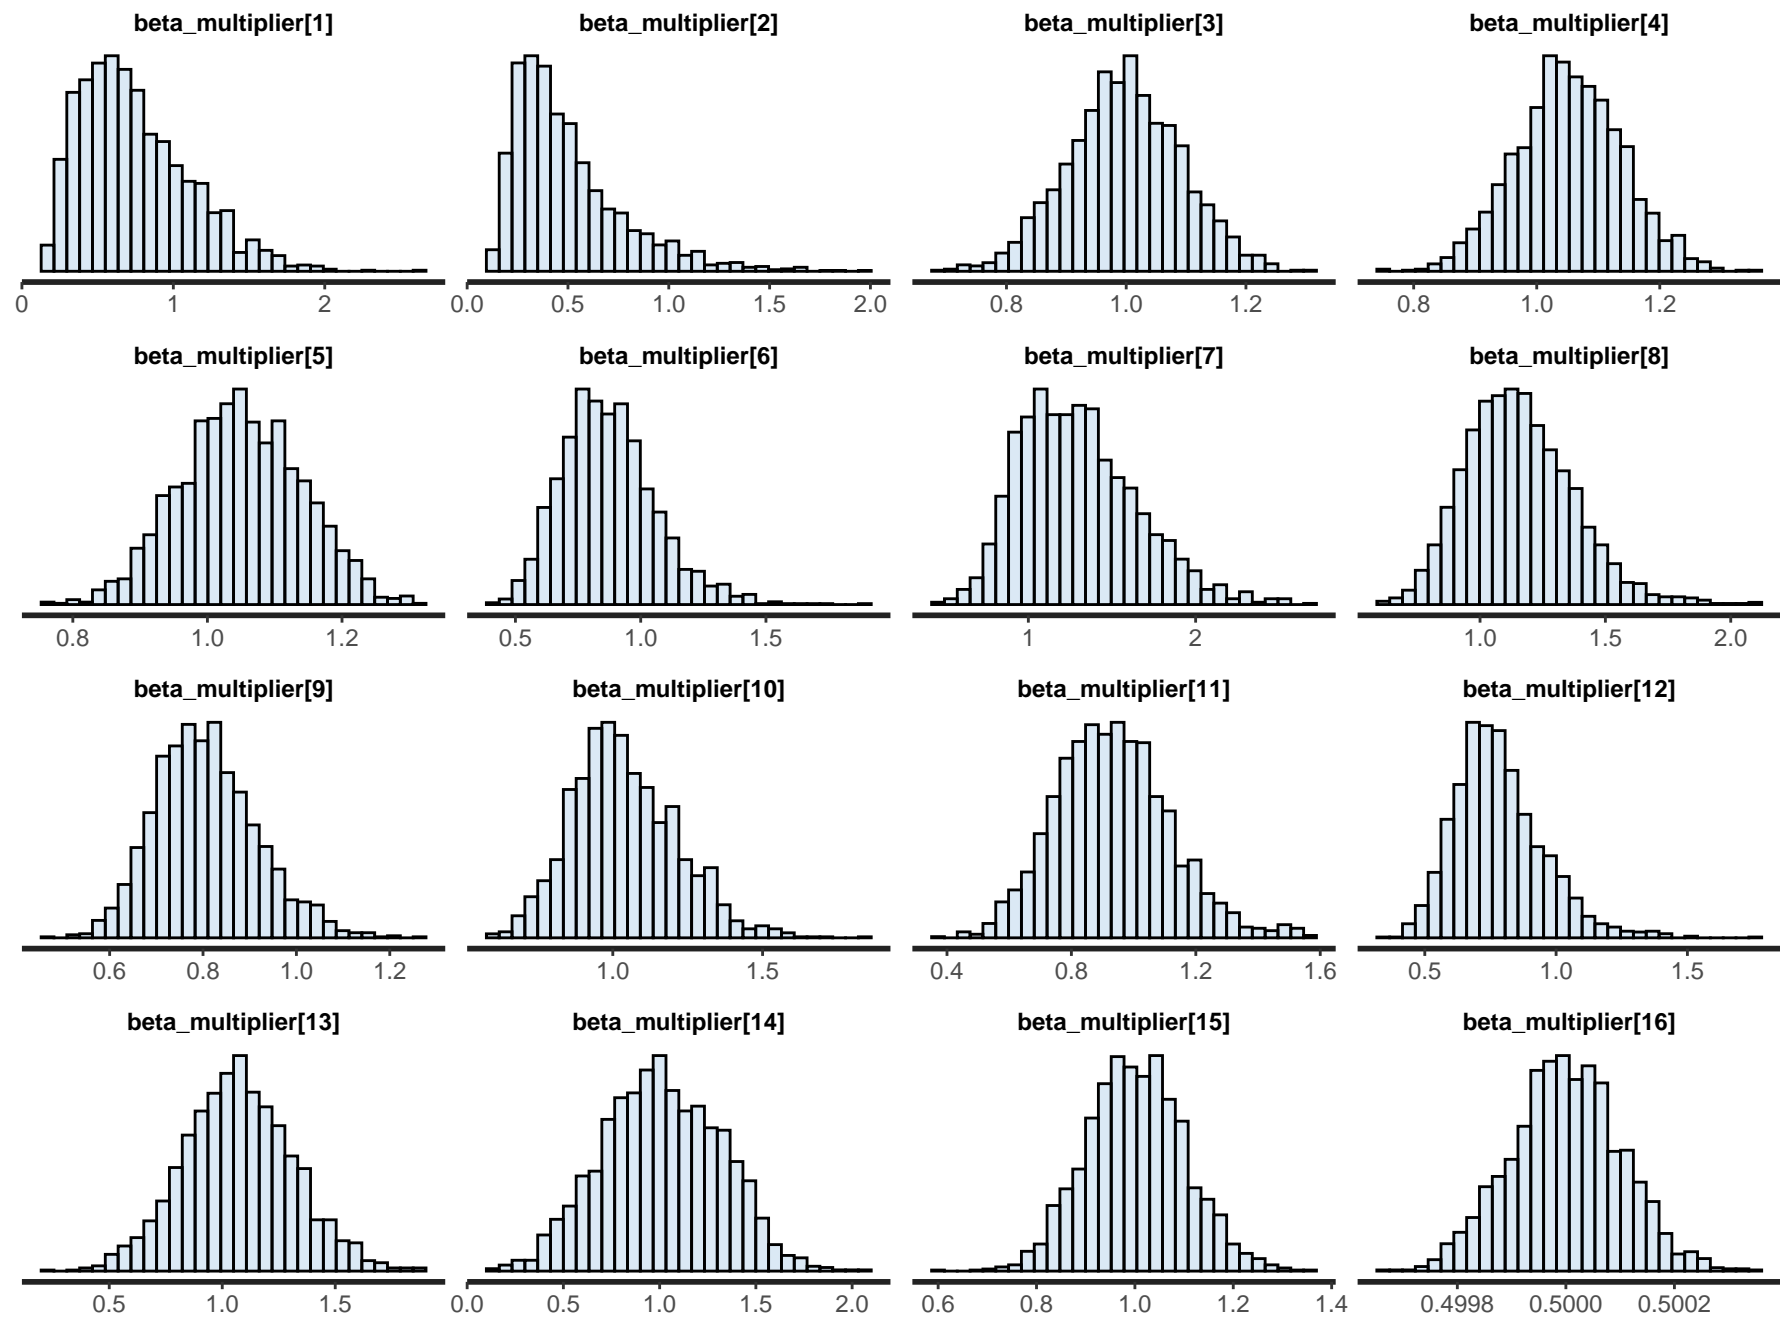 beta_multiplier[1] beta_multiplier[2] beta_multiplier[3] beta_multiplier[4]
0 1 2 0.0 0.5 1.0 1.5 2.0 0.8 1.0 1.2 0.8 1.0 1.2
beta_multiplier[5] beta_multiplier[6] beta_multiplier[7] beta_multiplier[8]
0.8 1.0 1.2 0.5 1.0 1.5 1 2 1.0 1.5 2.0
beta_multiplier[9] beta_multiplier[10] beta_multiplier[11] beta_multiplier[12]
0.6 0.8 1.0 1.2 1.0 1.5 0.4 0.8 1.2 1.6 0.5 1.0 1.5
beta_multiplier[13] beta_multiplier[14] beta_multiplier[15] beta_multiplier[16]
0.5 1.0 1.5 0.0 0.5 1.0 1.5 2.0 0.6 0.8 1.0 1.2 1.4 0.4998 0.5000 0.5002